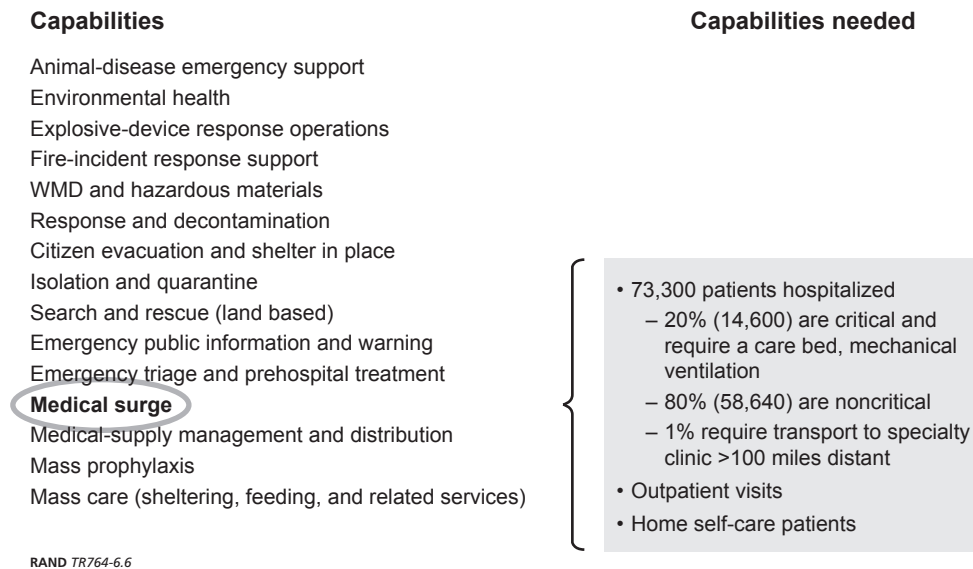 Capabilities
Animal-disease emergency support
Environmental health
Explosive-device response operations
Fire-incident response support
WMD and hazardous materials
Response and decontamination
Citizen evacuation and shelter in place
Isolation and quarantine
Search and rescue (land based)
Emergency public information and warning
Emergency triage and prehospital treatment
Medical surge
Medical-supply management and distribution
Mass prophylaxis
Mass care (sheltering, feeding, and related services)
Capabilities needed
• 73,300 patients hospitalized
– 20% (14,600) are critical and
require a care bed, mechanical
ventilation
– 80% (58,640) are noncritical
– 1% require transport to specialty
clinic >100 miles distant
• Outpatient visits
• Home self-care patients
RAND TR764-6.6